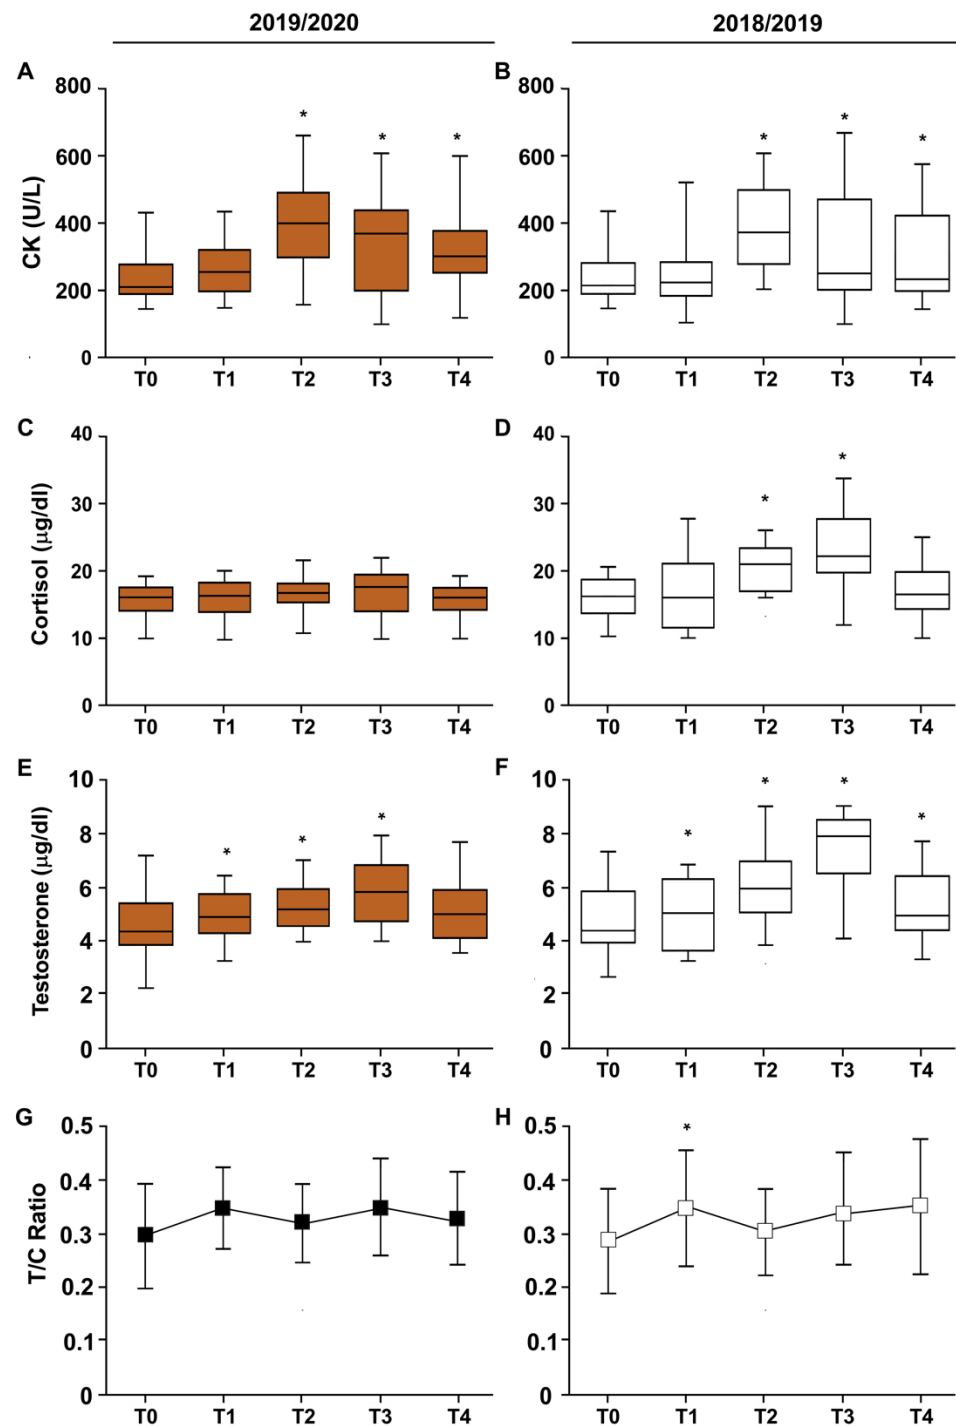 2019/2020 2018/2019
A B
800 800
* * * * * *
600 600
CK (U/L)
400 400
200 200
0 0
T0 T1 T2 T3 T4 T0 T1 T2 T3 T4
C D
40 40
* *
30 30
Cortisol (μg/dl)
20 20
10 10
0 0
T0 T1 T2 T3 T4 T0 T1 T2 T3 T4
E F
10 10
* * * * * * *
8 8
Testosterone (μg/dl)
6 6
4 4
2 2
0 0
T0 T1 T2 T3 T4 T0 T1 T2 T3 T4
G H
0.5 0.5
*
0.4 0.4
T/C Ratio
0.3 0.3
0.2 0.2
0.1 0.1
0 0
T0 T1 T2 T3 T4 T0 T1 T2 T3 T4